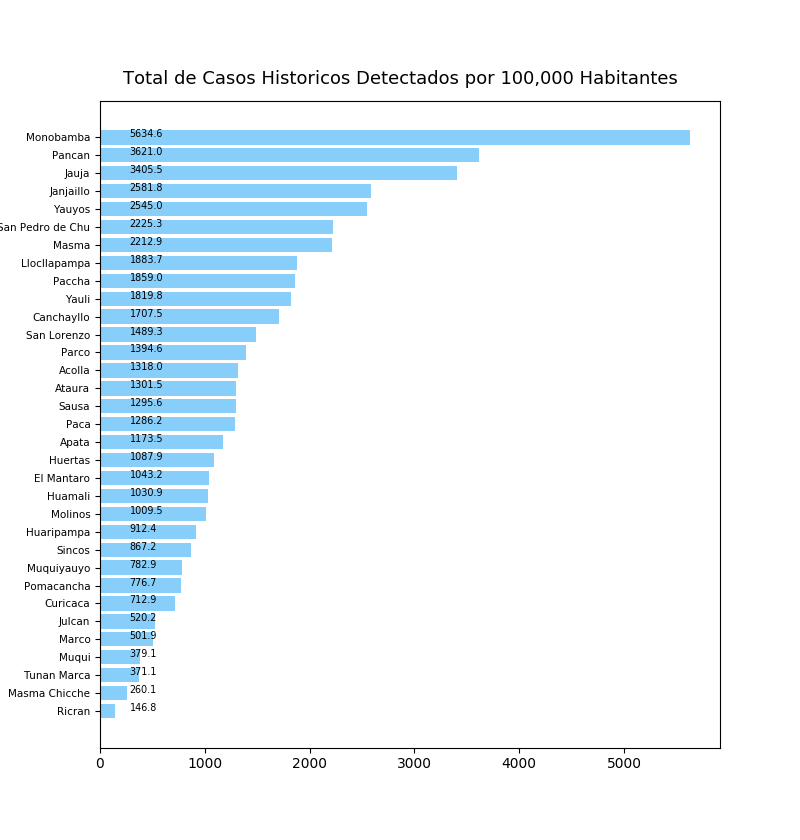 Total de Casos Historicos Detectados por 100,000 Habitantes
Monobamba 5634.6
Pancan 3621.0
Jauja 3405.5
Janjaillo 2581.8
Yauyos 2545.0
San Pedro de Chu 2225.3
Masma 2212.9
Llocllapampa 1883.7
Paccha 1859.0
Yauli 1819.8
Canchayllo 1707.5
San Lorenzo 1489.3
Parco 1394.6
Acolla 1318.0
Ataura 1301.5
Sausa 1295.6
Paca 1286.2
Apata 1173.5
Huertas 1087.9
El Mantaro 1043.2
Huamali 1030.9
Molinos 1009.5
Huaripampa 912.4
Sincos 867.2
Muquiyauyo 782.9
Pomacancha 776.7
Curicaca 712.9
Julcan 520.2
Marco 501.9
Muqui 379.1
Tunan Marca 371.1
Masma Chicche 260.1
Ricran 146.8
0 1000 2000 3000 4000 5000